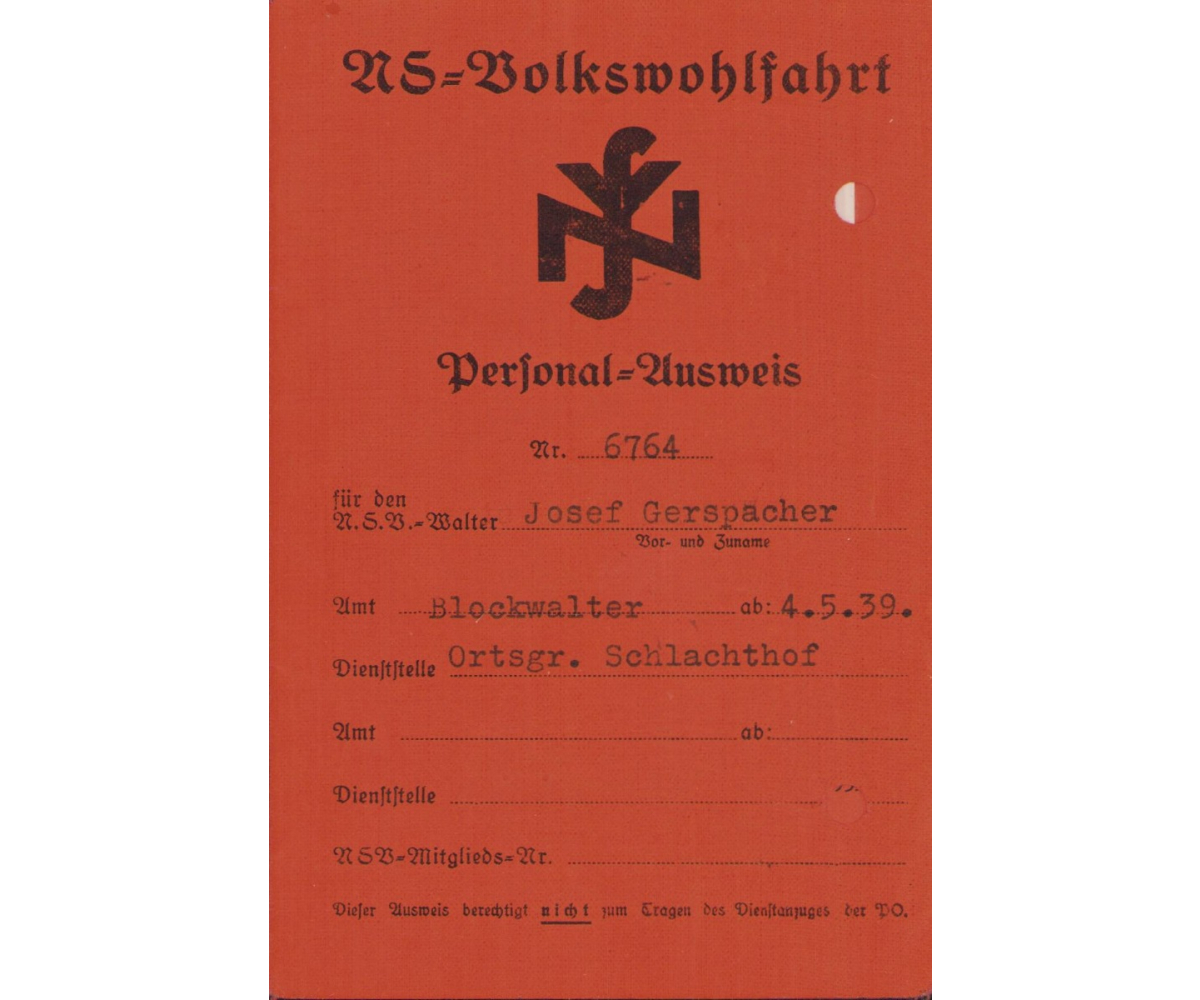 NS=Volkswohlfahrt
NSV
Personal=Ausweis
Nr. 6764
für den
N.S.V.=Walter Josef Gerspacher
Vor- und Zuname
Amt Blockwalter ab: 4.5.39.
Dienststelle Ortsgr. Schlachthof
Amt ab:
Dienststelle
NSV=Mitglieds=Nr.
Dieser Ausweis berechtigt nicht zum Tragen des Dienstanzuges der PO.